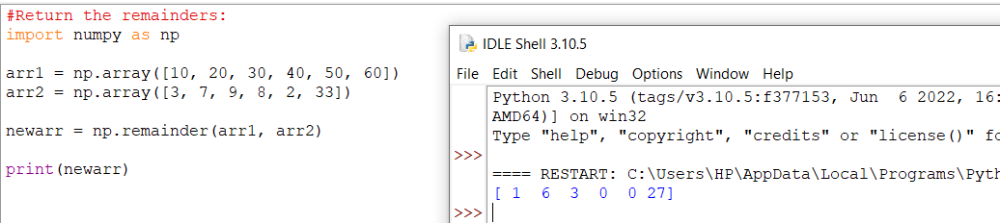 #Return the remainders:
import numpy as np
arr1 = np.array([10, 20, 30, 40, 50, 60])
arr2 = np.array([3, 7, 9, 8, 2, 33])
newarr = np.remainder(arr1, arr2)
print(newarr)
IDLE Shell 3.10.5
File Edit Shell Debug Options Window Help
Python 3.10.5 (tags/v3.10.5:f377153, Jun  6 2022, 16:
AMD64)] on win32
Type "help", "copyright", "credits" or "license()" fo
>>>
==== RESTART: C:\Users\HP\AppData\Local\Programs\Pyth
[ 1  6  3  0  0 27]
>>>